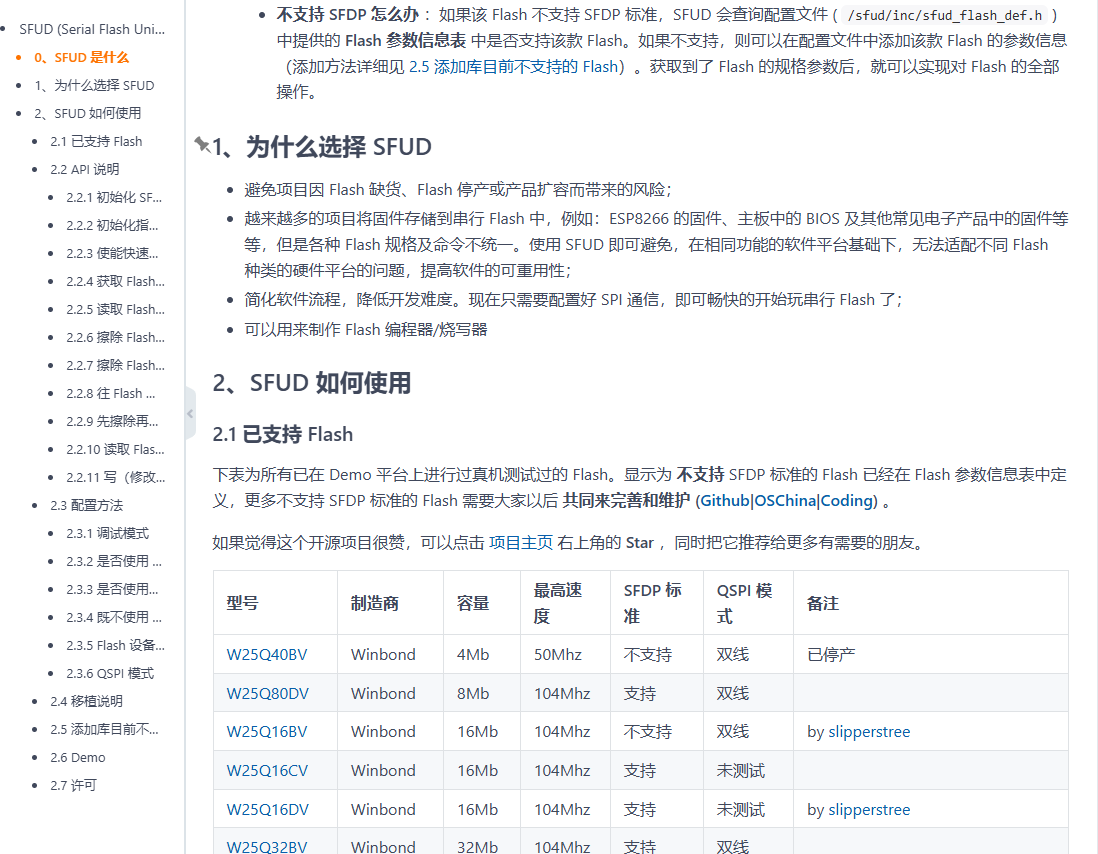 SFUD (Serial Flash Uni...
0、SFUD 是什么
1、为什么选择 SFUD
2、SFUD 如何使用
2.1 已支持 Flash
2.2 API 说明
2.2.1 初始化 SF...
2.2.2 初始化指...
2.2.3 使能快速...
2.2.4 获取 Flash...
2.2.5 读取 Flash...
2.2.6 擦除 Flash...
2.2.7 擦除 Flash...
2.2.8 往 Flash ...
2.2.9 先擦除再...
2.2.10 读取 Flas...
2.2.11 写（修改...
2.3 配置方法
2.3.1 调试模式
2.3.2 是否使用 ...
2.3.3 是否使用...
2.3.4 既不使用 ...
2.3.5 Flash 设备...
2.3.6 QSPI 模式
2.4 移植说明
2.5 添加库目前不...
2.6 Demo
2.7 许可
不支持 SFDP 怎么办 ：如果该 Flash 不支持 SFDP 标准，SFUD 会查询配置文件 ( /sfud/inc/sfud_flash_def.h )
中提供的 Flash 参数信息表 中是否支持该款 Flash。如果不支持，则可以在配置文件中添加该款 Flash 的参数信息
（添加方法详细见 2.5 添加库目前不支持的 Flash）。获取到了 Flash 的规格参数后，就可以实现对 Flash 的全部
操作。
1、为什么选择 SFUD
避免项目因 Flash 缺货、Flash 停产或产品扩容而带来的风险；
越来越多的项目将固件存储到串行 Flash 中，例如：ESP8266 的固件、主板中的 BIOS 及其他常见电子产品中的固件等
等，但是各种 Flash 规格及命令不统一。使用 SFUD 即可避免，在相同功能的软件平台基础下，无法适配不同 Flash
种类的硬件平台的问题，提高软件的可重用性；
简化软件流程，降低开发难度。现在只需要配置好 SPI 通信，即可畅快的开始玩串行 Flash 了；
可以用来制作 Flash 编程器/烧写器
2、SFUD 如何使用
2.1 已支持 Flash
下表为所有已在 Demo 平台上进行过真机测试过的 Flash。显示为 不支持 SFDP 标准的 Flash 已经在 Flash 参数信息表中定
义，更多不支持 SFDP 标准的 Flash 需要大家以后 共同来完善和维护 (Github|OSChina|Coding) 。
如果觉得这个开源项目很赞，可以点击 项目主页 右上角的 Star ，同时把它推荐给更多有需要的朋友。
型号 制造商 容量 最高速度 SFDP 标准 QSPI 模式 备注
W25Q40BV Winbond 4Mb 50Mhz 不支持 双线 已停产
W25Q80DV Winbond 8Mb 104Mhz 支持 双线
W25Q16BV Winbond 16Mb 104Mhz 不支持 双线 by slipperstree
W25Q16CV Winbond 16Mb 104Mhz 支持 未测试
W25Q16DV Winbond 16Mb 104Mhz 支持 未测试 by slipperstree
W25Q32BV Winbond 32Mb 104Mhz 支持 双线